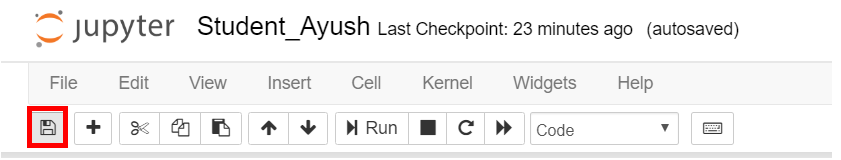 jupyter Student_Ayush Last Checkpoint: 23 minutes ago (autosaved)
File Edit View Insert Cell Kernel Widgets Help
Run Code